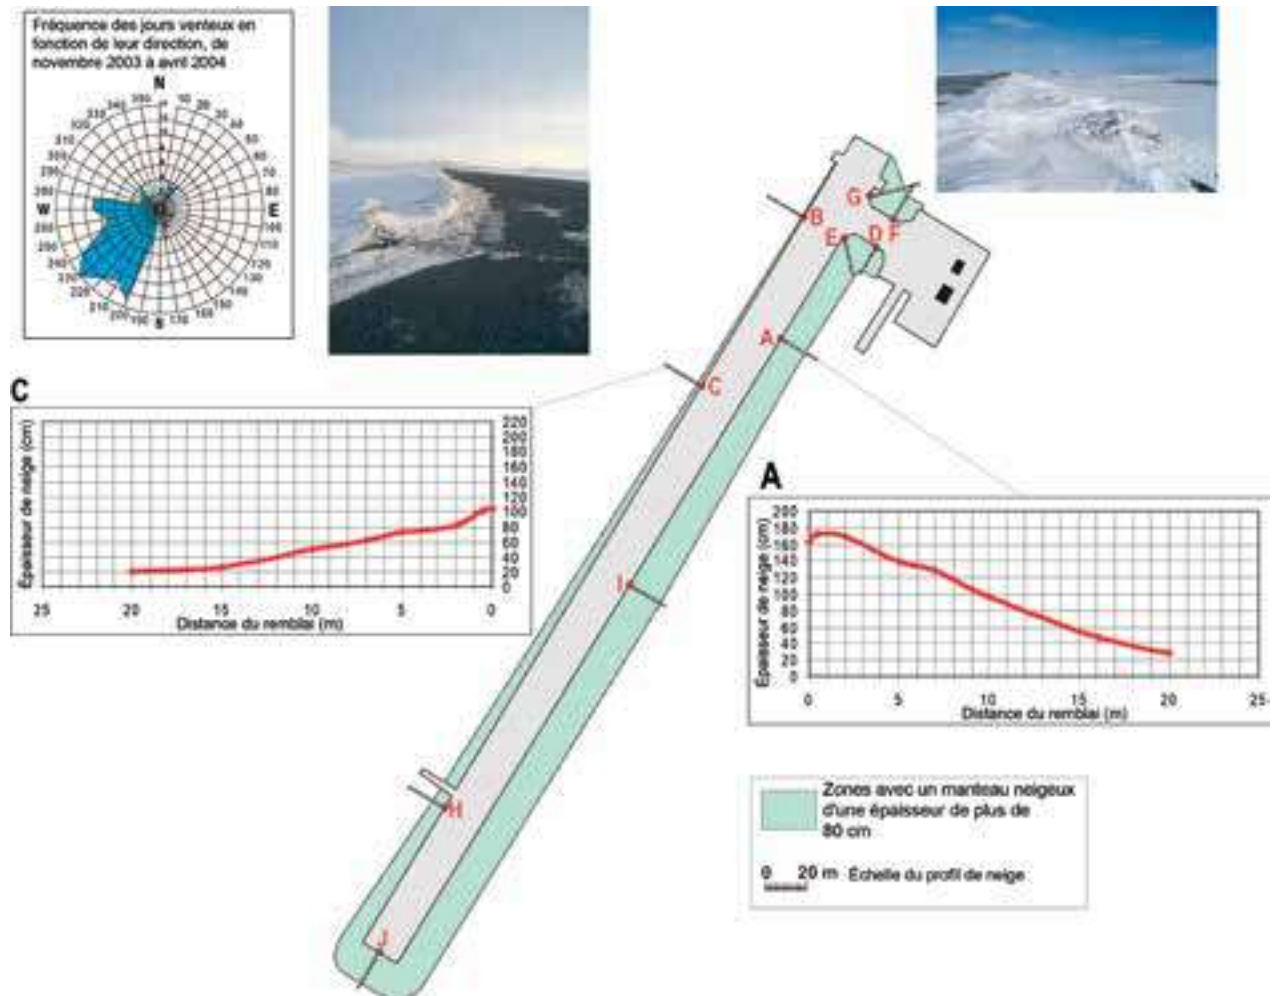 Fréquence des jours venteux en
fonction de leur direction, de
novembre 2003 à avril 2004
N
W
E
S
G
B
E
D
F
A
C
I
H
J
C
Épaisseur de neige (cm)
220
200
180
160
140
120
100
80
60
40
20
0
25 20 15 10 5 0
Distance du remblai (m)
A
Épaisseur de neige (cm)
200
180
160
140
120
100
80
60
40
20
0
0 5 10 15 20 25
Distance du remblai (m)
Zones avec un manteau neigeux
d'une épaisseur de plus de
80 cm
0 20 m Échelle du profil de neige